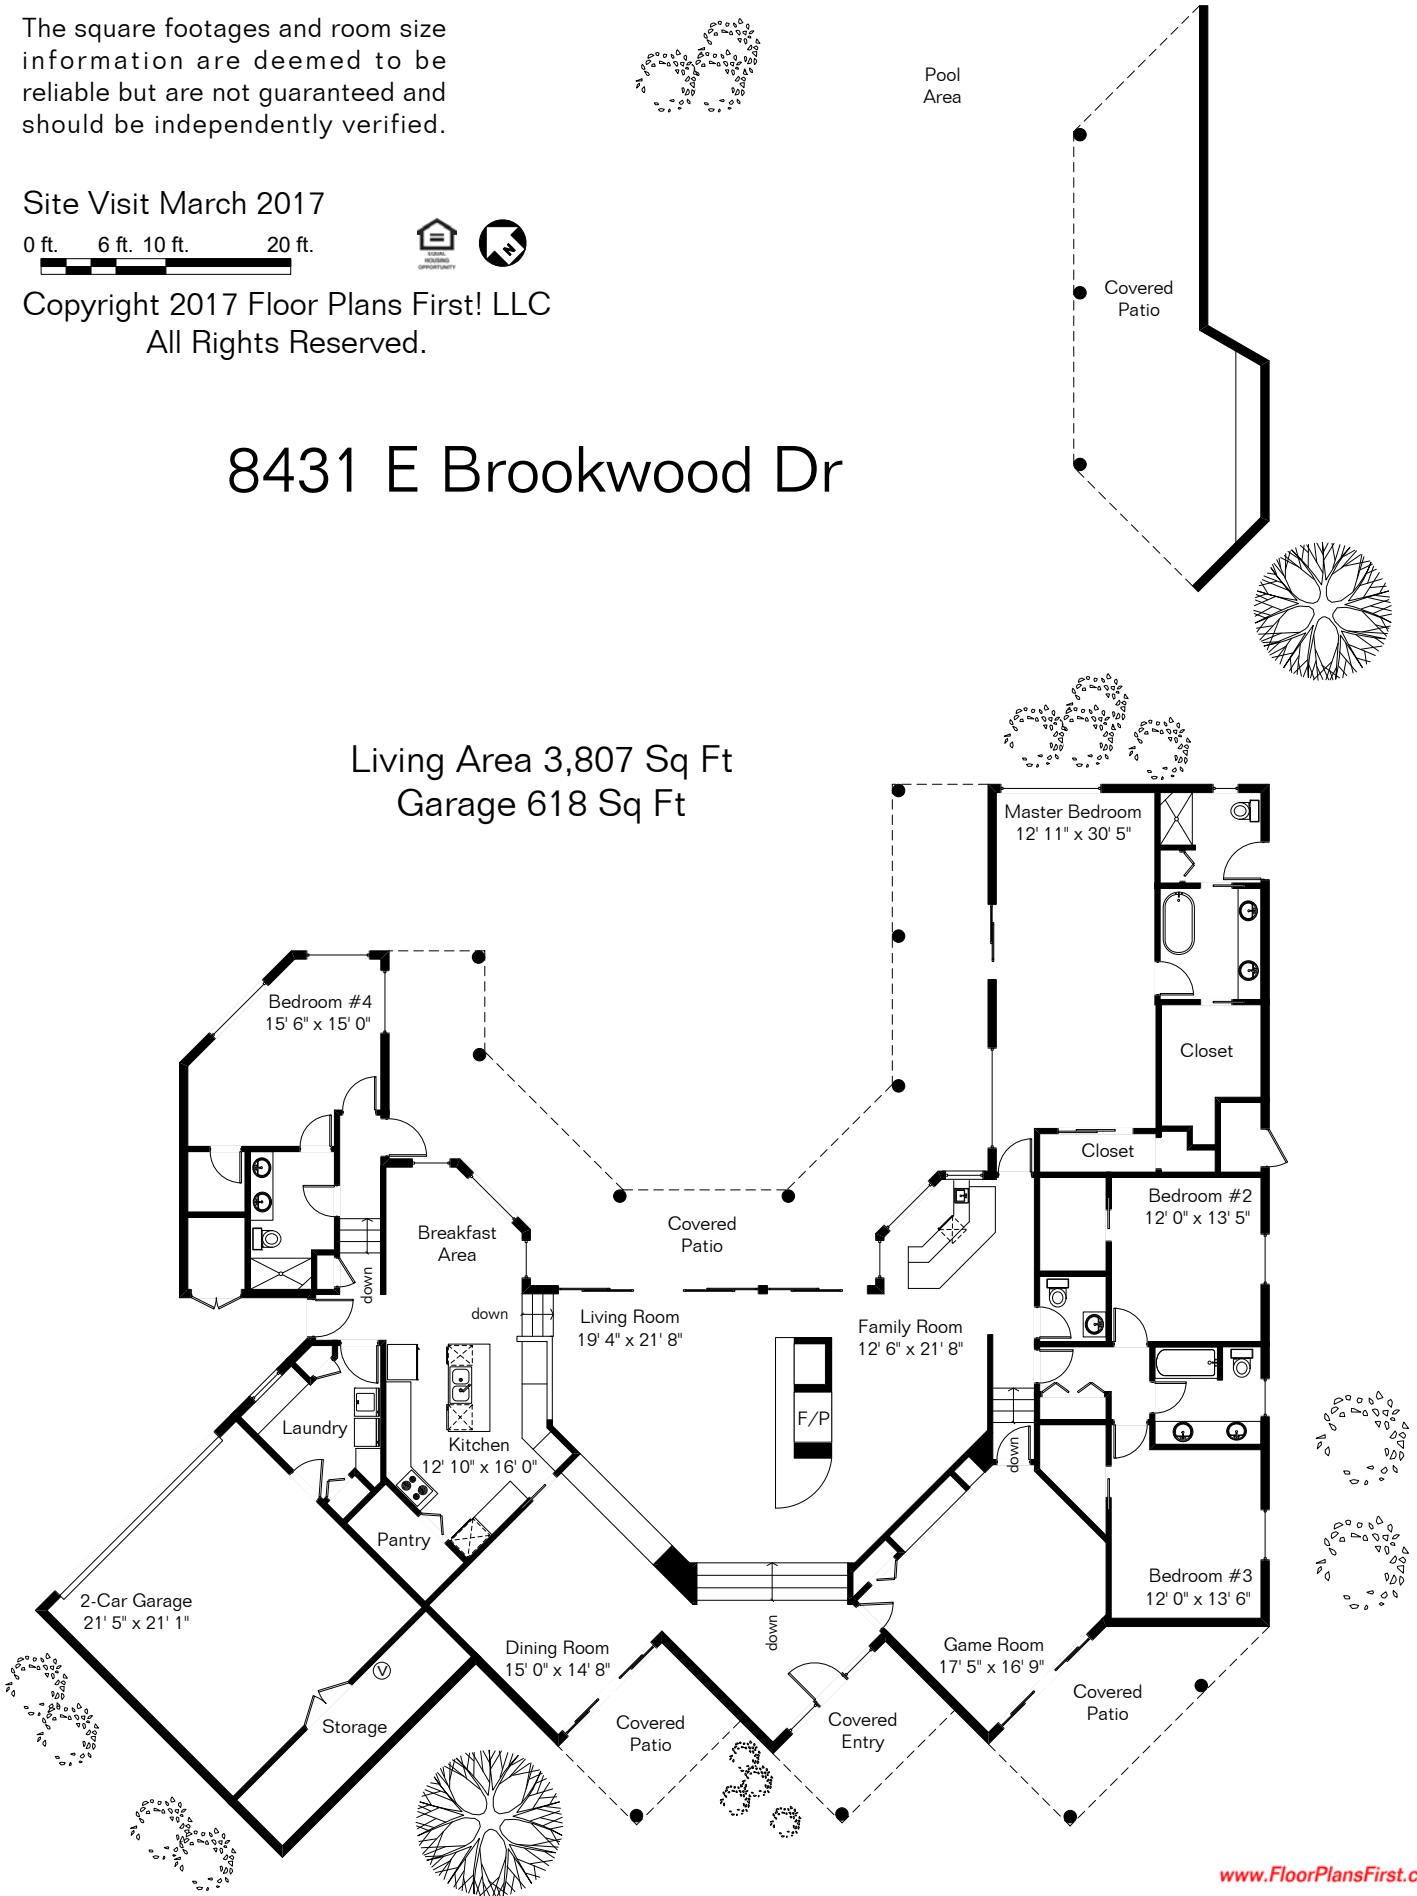 The square footages and room size
information are deemed to be
reliable but are not guaranteed and
should be independently verified.
Site Visit March 2017
0 ft. 6 ft. 10 ft. 20 ft.
EQUAL
HOUSING
OPPORTUNITY
N
Copyright 2017 Floor Plans First! LLC
All Rights Reserved.
Pool
Area
Covered
Patio
8431 E Brookwood Dr
Living Area 3,807 Sq Ft
Garage 618 Sq Ft
Master Bedroom
12' 11" x 30' 5"
Bedroom #4
15' 6" x 15' 0"
Closet
Closet
Bedroom #2
12' 0" x 13' 5"
Breakfast
Area
Covered
Patio
down
down
Living Room
19' 4" x 21' 8"
Family Room
12' 6" x 21' 8"
F/P
Laundry
Kitchen
12' 10" x 16' 0"
down
Pantry
Bedroom #3
12' 0" x 13' 6"
2-Car Garage
21' 5" x 21' 1"
down
Dining Room
15' 0" x 14' 8"
Game Room
17' 5" x 16' 9"
V
Storage
Covered
Patio
Covered
Entry
Covered
Patio
www.FloorPlansFirst.c